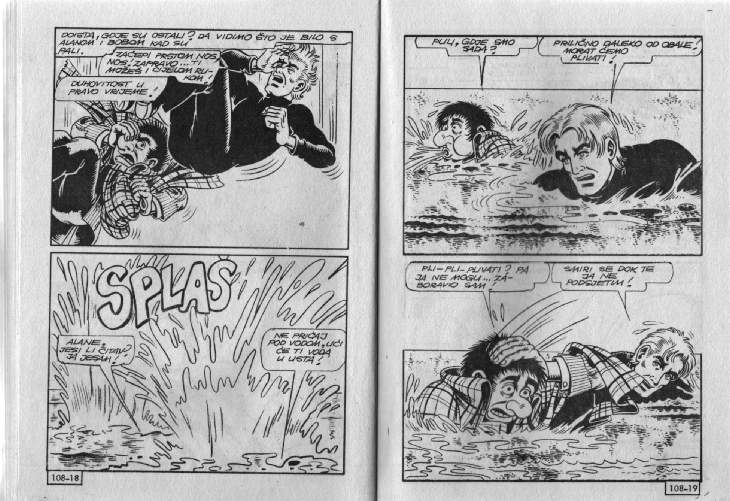 DOISTA, GDJE SU OSTALI? DA VIDIMO ŠTO JE BILO S
ALANOM I BOBOM KAD SU
PALI.
ZAČEPI PRSTOM NOS,
NOS! ZAPRAVO... TI
MOŽEŠ I CIJELOM RU-
KOM.
DUHOVITOST U
PRAVO VRIJEME!
SPLAŠ
ALANE,
JESI LI ČITAV?
JA JESAM!
NE PRIČAJ
POD VODOM, UĆI
ĆE TI VODA
U USTA!
108-18
PUU, GDJE SMO
SADA?
PRILIČNO DALEKO OD OBALE!
MORAT ĆEMO
PLIVATI!
PLI-PLI-PLIVATI? PA
JA NE MOGU... ZA-
BORAVIO SAM!
SMIRI SE DOK TE
JA NE
PODSJETIM!
108-19